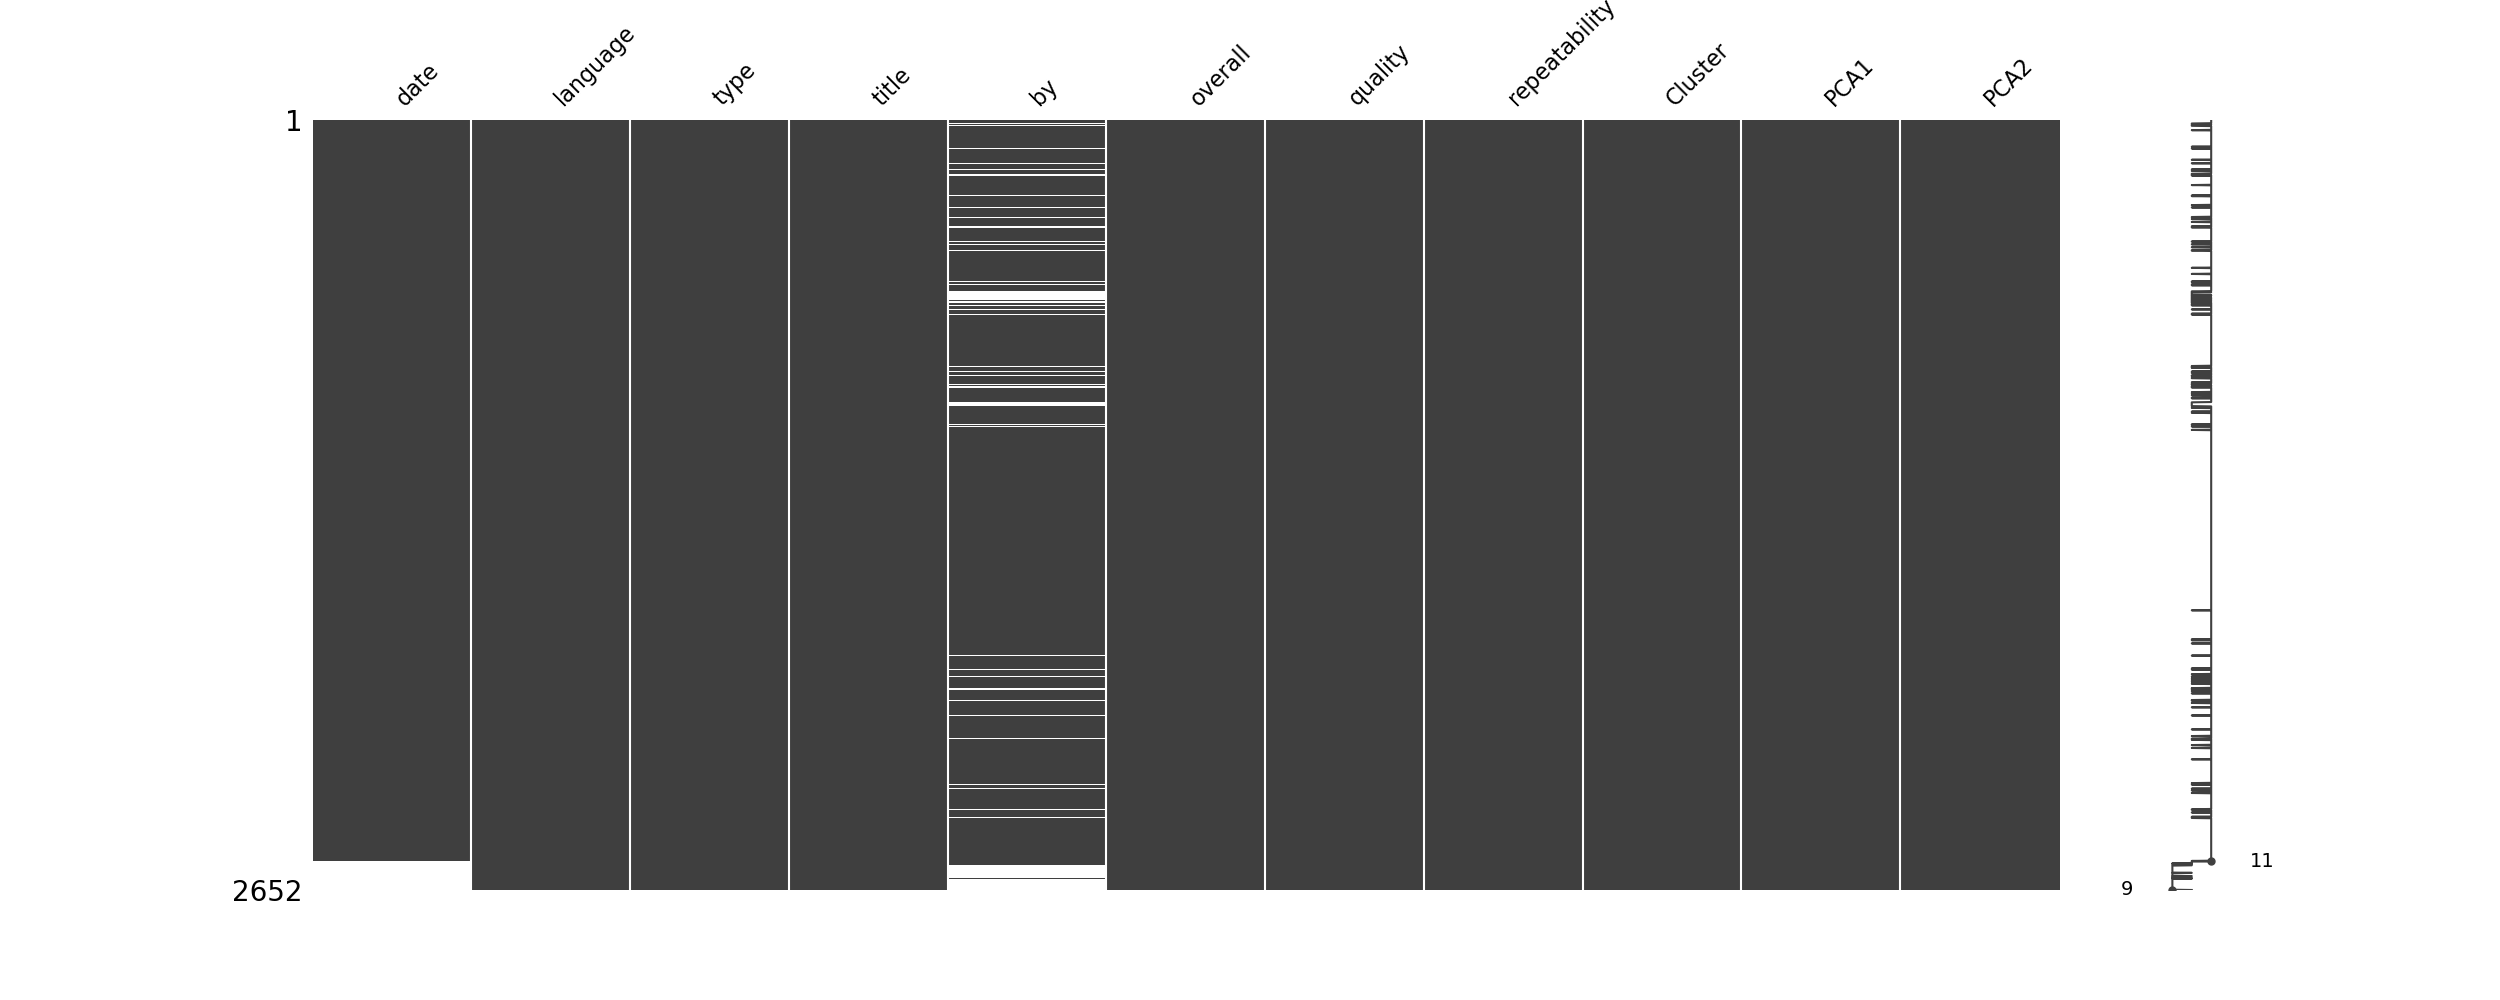 date
language
type
title
by
overall
quality
repeatability
Cluster
PCA1
PCA2
1
11
2652
9